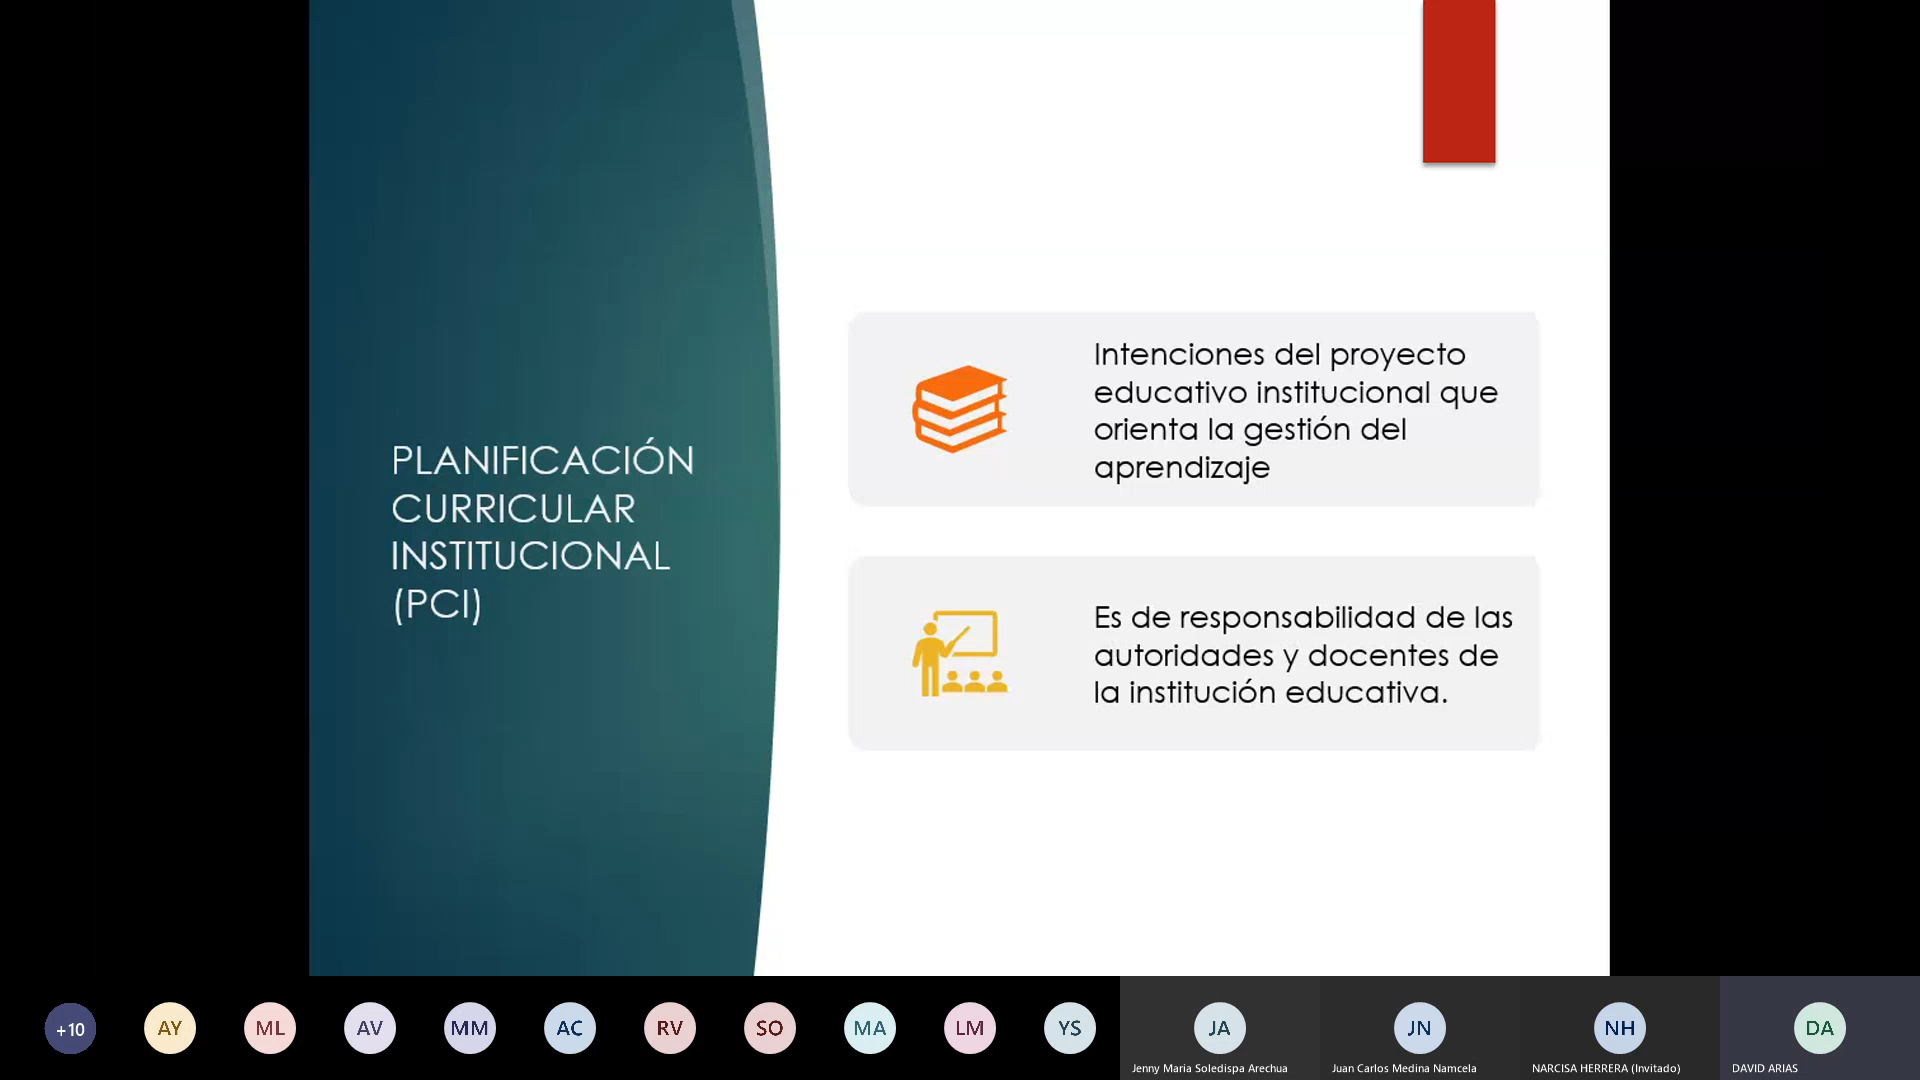 PLANIFICACIÓN
CURRICULAR
INSTITUCIONAL
(PCI)
Intenciones del proyecto
educativo institucional que
orienta la gestión del
aprendizaje
Es de responsabilidad de las
autoridades y docentes de
la institución educativa.
+10
AY
ML
AV
MM
AC
RV
SO
MA
LM
YS
JA
Jenny Maria Soledispa Arechua
JN
Juan Carlos Medina Namcela
NH
NARCISA HERRERA (Invitado)
DA
DAVID ARIAS